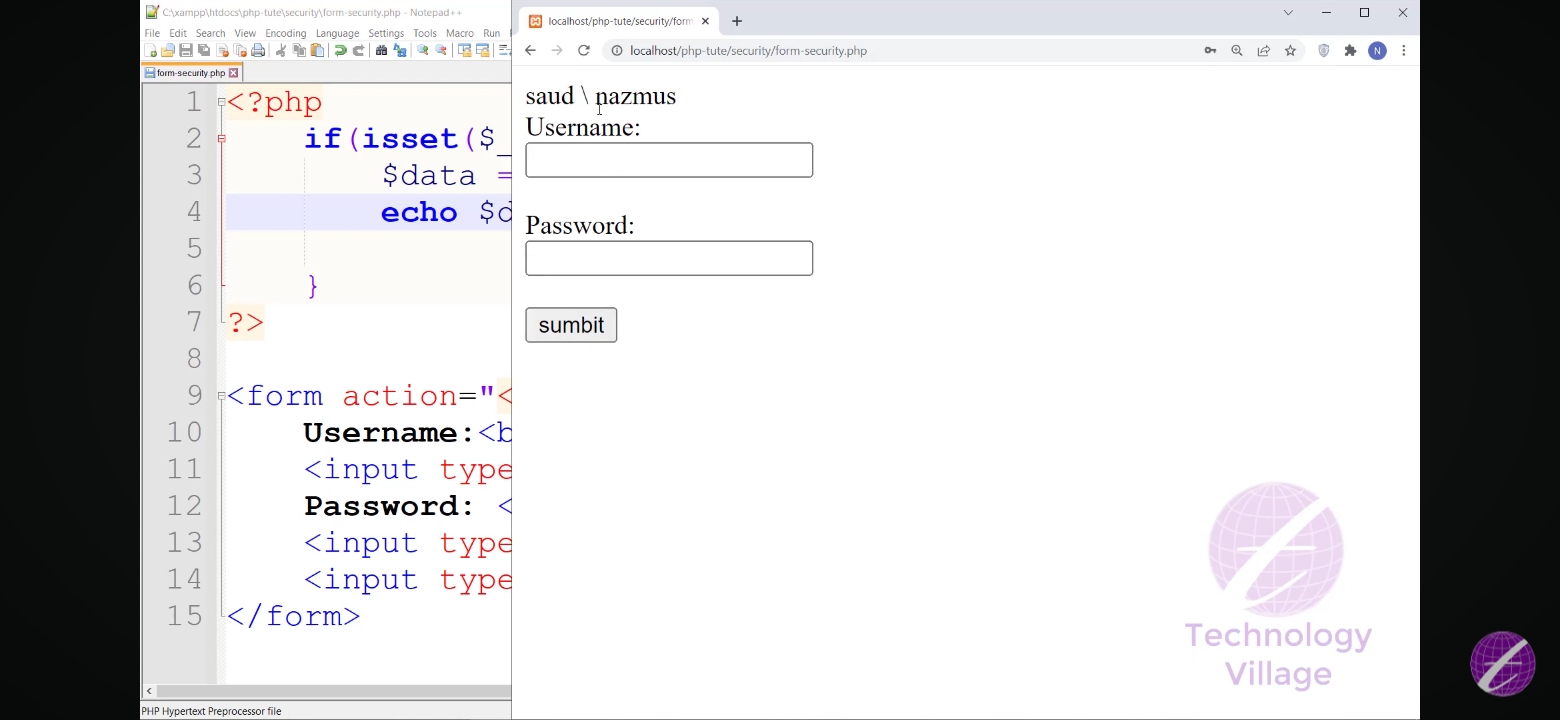 C:\xampp\htdocs\php-tute\security\form-security.php - Notepad++
File Edit Search View Encoding Language Settings Tools Macro Run
form-security.php
1 <?php
2 if(isset($_
3 $data =
4 echo $d
5
6 }
7 ?>
8
9 <form action="<
10 Username:<b
11 <input type
12 Password: <
13 <input type
14 <input type
15 </form>
PHP Hypertext Preprocessor file
localhost/php-tute/security/form
localhost/php-tute/security/form-security.php
N
saud \ nazmus
Username:
Password:
sumbit
Technology
Village